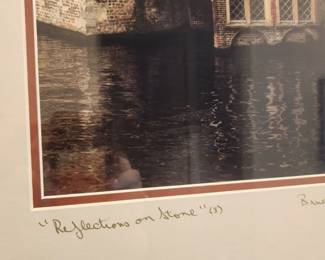 "Reflections on Stone" (3)